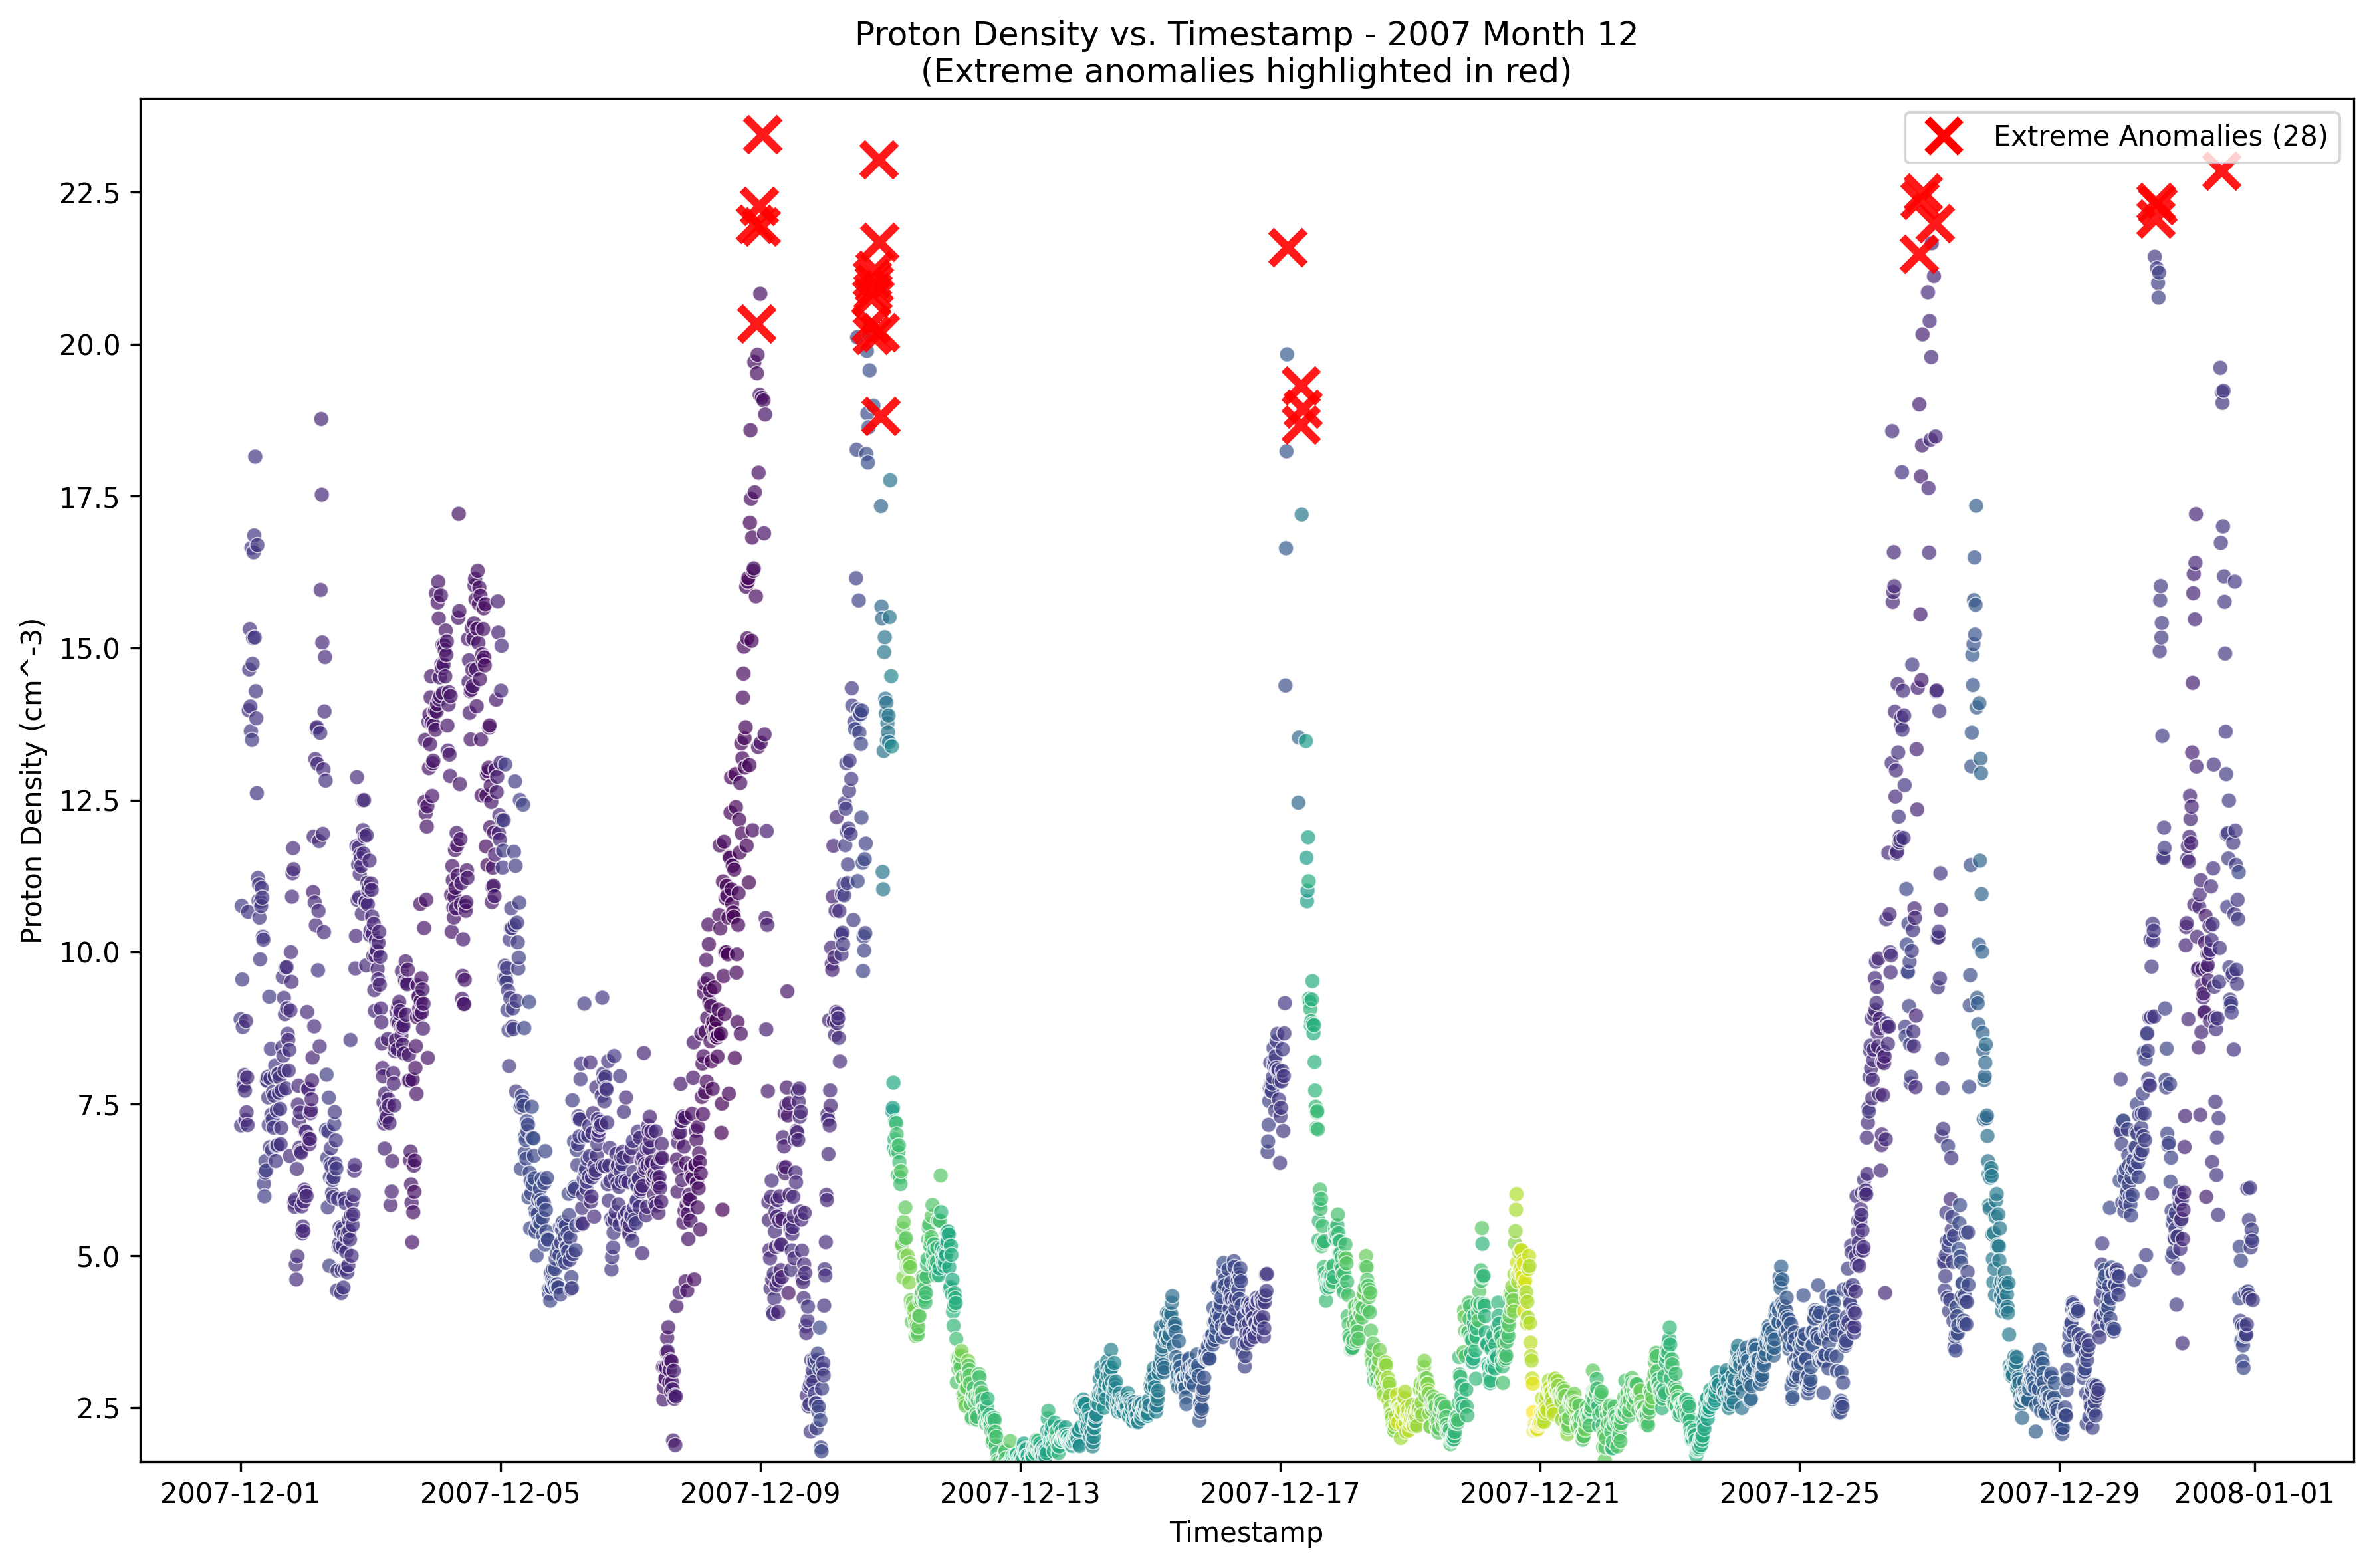 Proton Density vs. Timestamp - 2007 Month 12
(Extreme anomalies highlighted in red)
Extreme Anomalies (28)
22.5
20.0
17.5
15.0
12.5
10.0
7.5
5.0
2.5
Proton Density (cm^-3)
2007-12-01 2007-12-05 2007-12-09 2007-12-13 2007-12-17 2007-12-21 2007-12-25 2007-12-29 2008-01-01
Timestamp